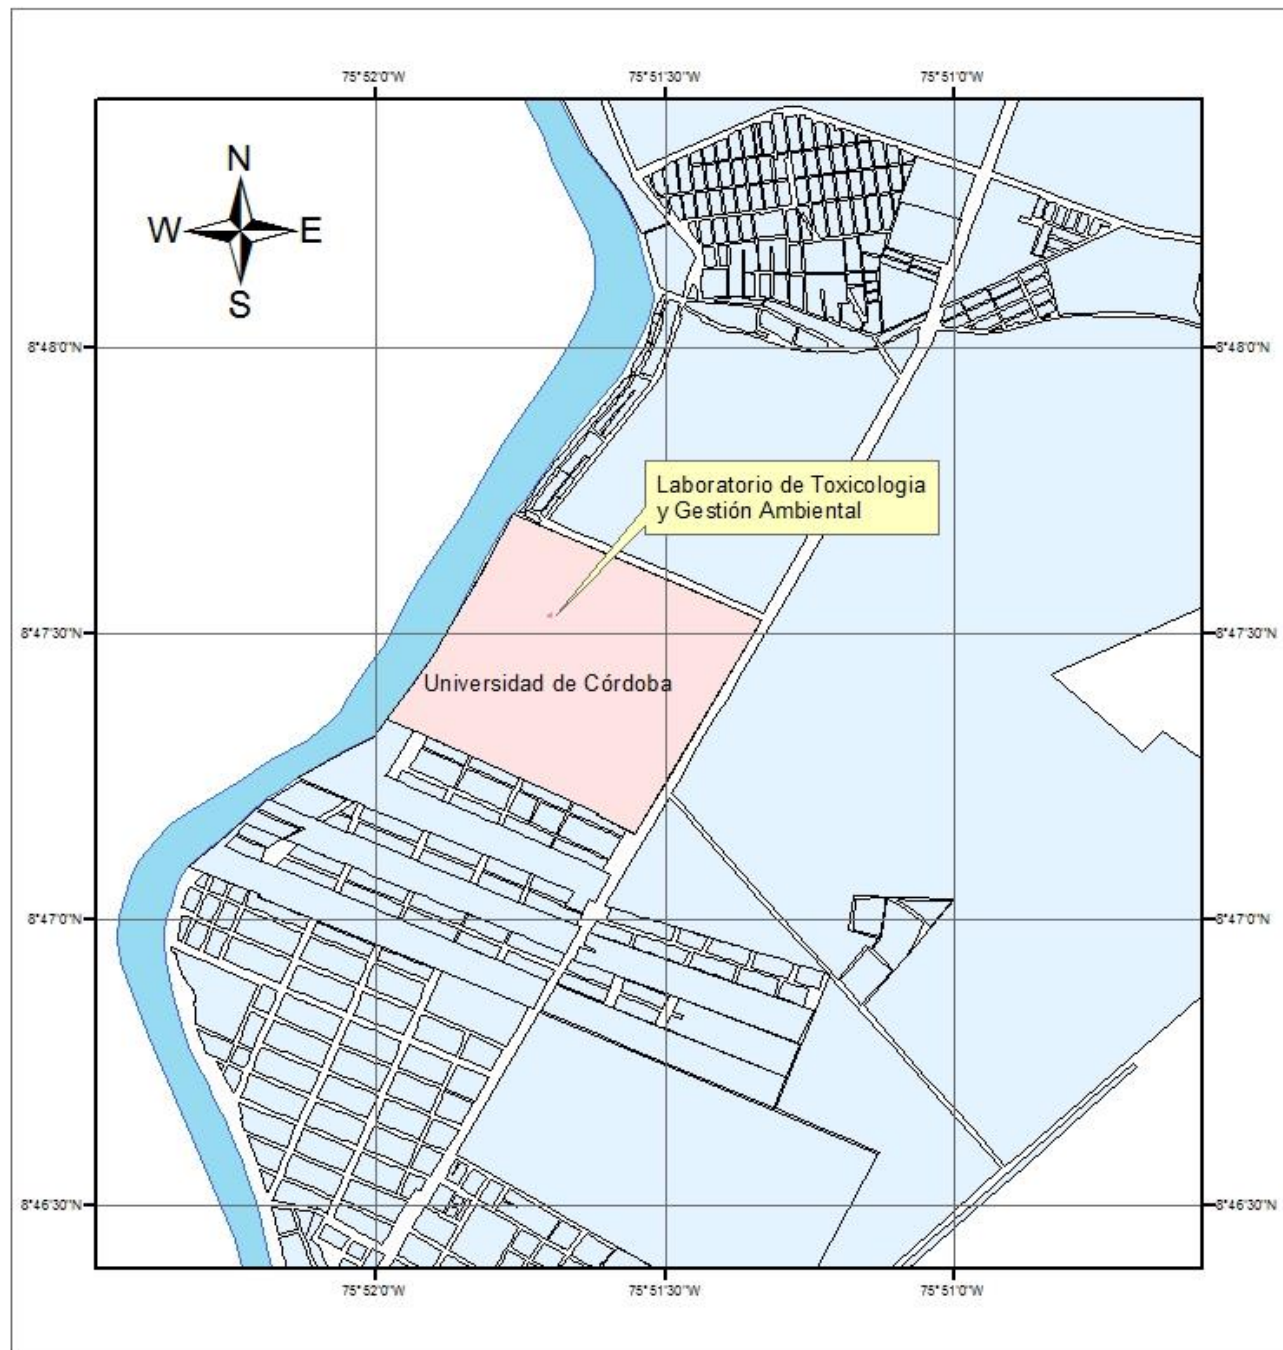 75°52'0"W 75°51'30"W 75°51'0"W
N
W E
S
8°48'0"N 8°48'0"N
Laboratorio de Toxicologia
y Gestión Ambiental
8°47'30"N 8°47'30"N
Universidad de Córdoba
8°47'0"N 8°47'0"N
8°46'30"N 8°46'30"N
75°52'0"W 75°51'30"W 75°51'0"W